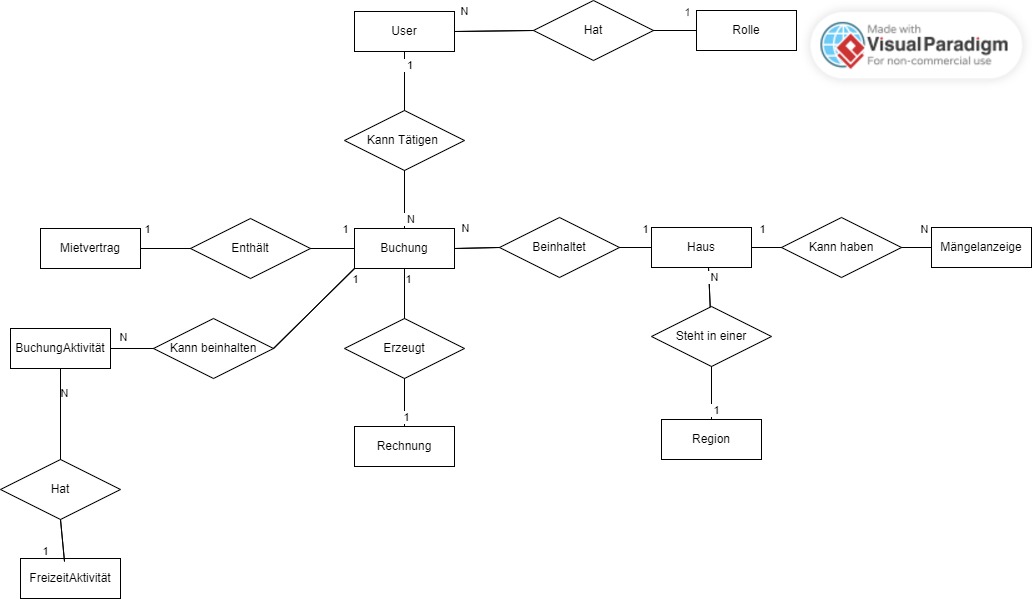 User
N
Hat
1
Rolle
Made with
Visual Paradigm
For non-commercial use
1
Kann Tätigen
N
Mietvertrag
1
Enthält
1
Buchung
N
Beinhaltet
1
Haus
1
Kann haben
N
Mängelanzeige
1
1
N
BuchungAktivität
N
Kann beinhalten
Erzeugt
Steht in einer
N
1
1
Rechnung
Region
Hat
1
FreizeitAktivität